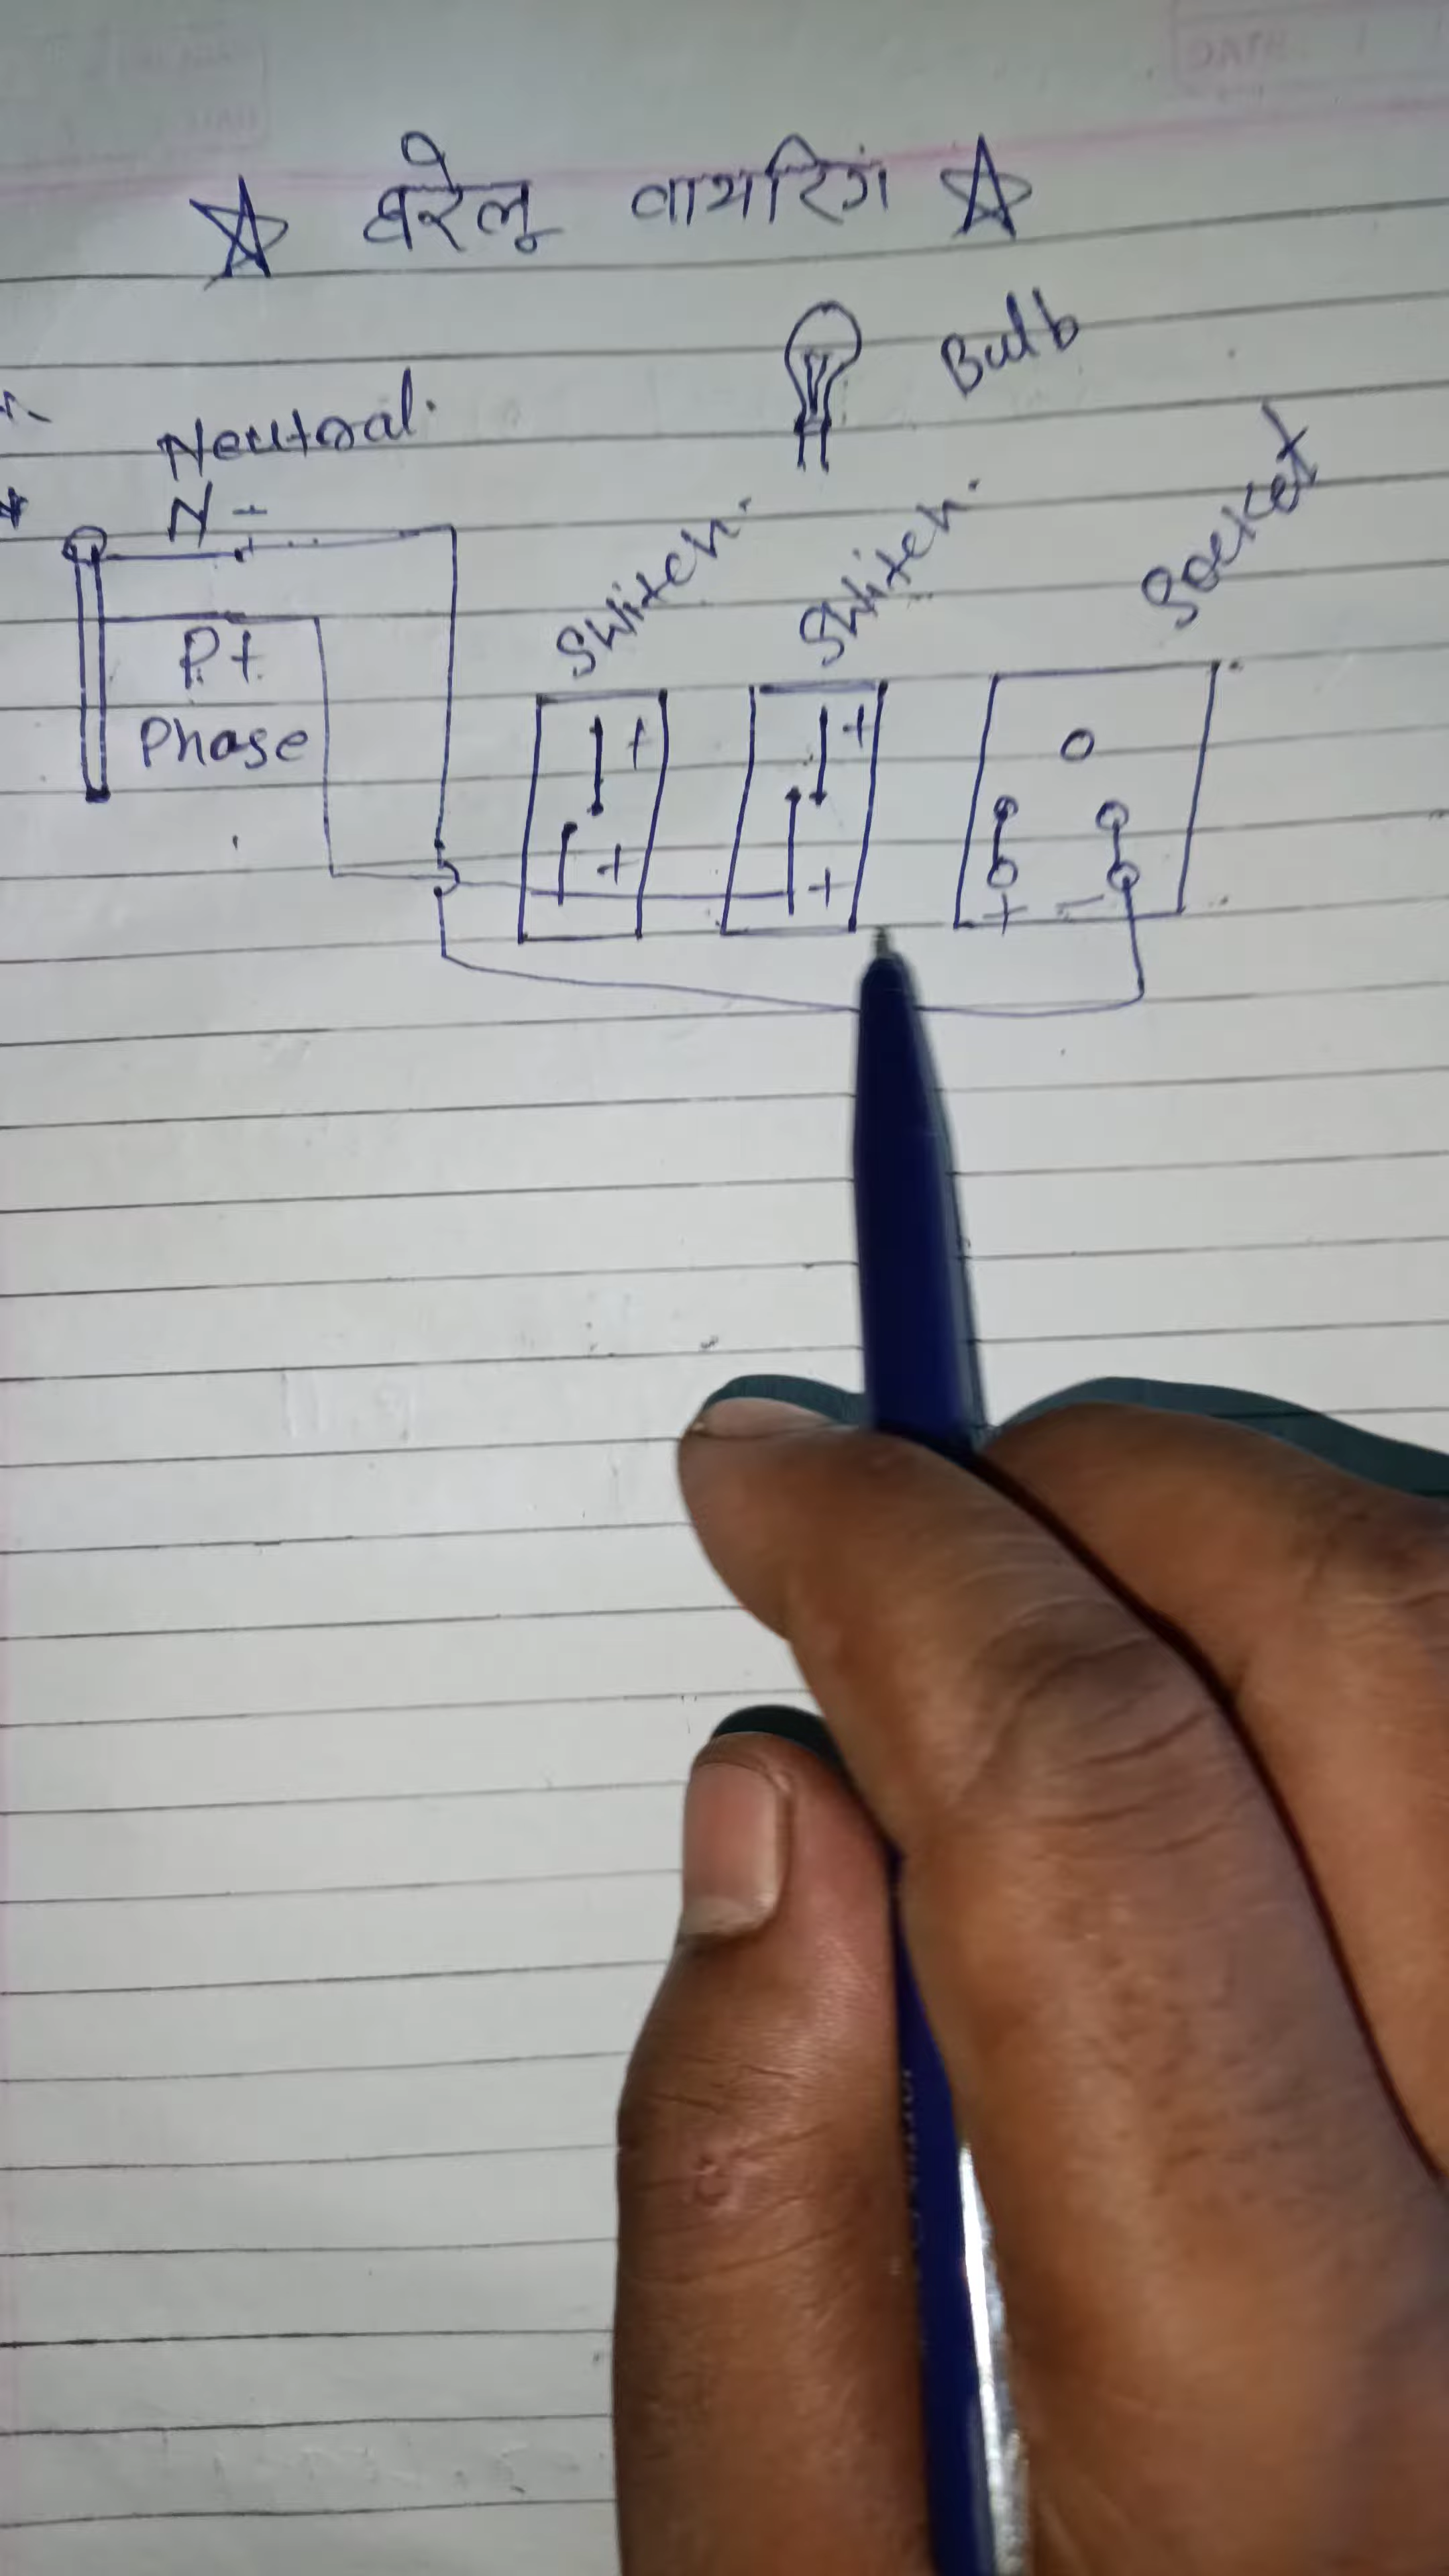 घरेलू वायरिंग
Bulb
Neutral.
N -
Switch.
Switch.
Socket
P.+
Phase
+
+
+
+
+ -